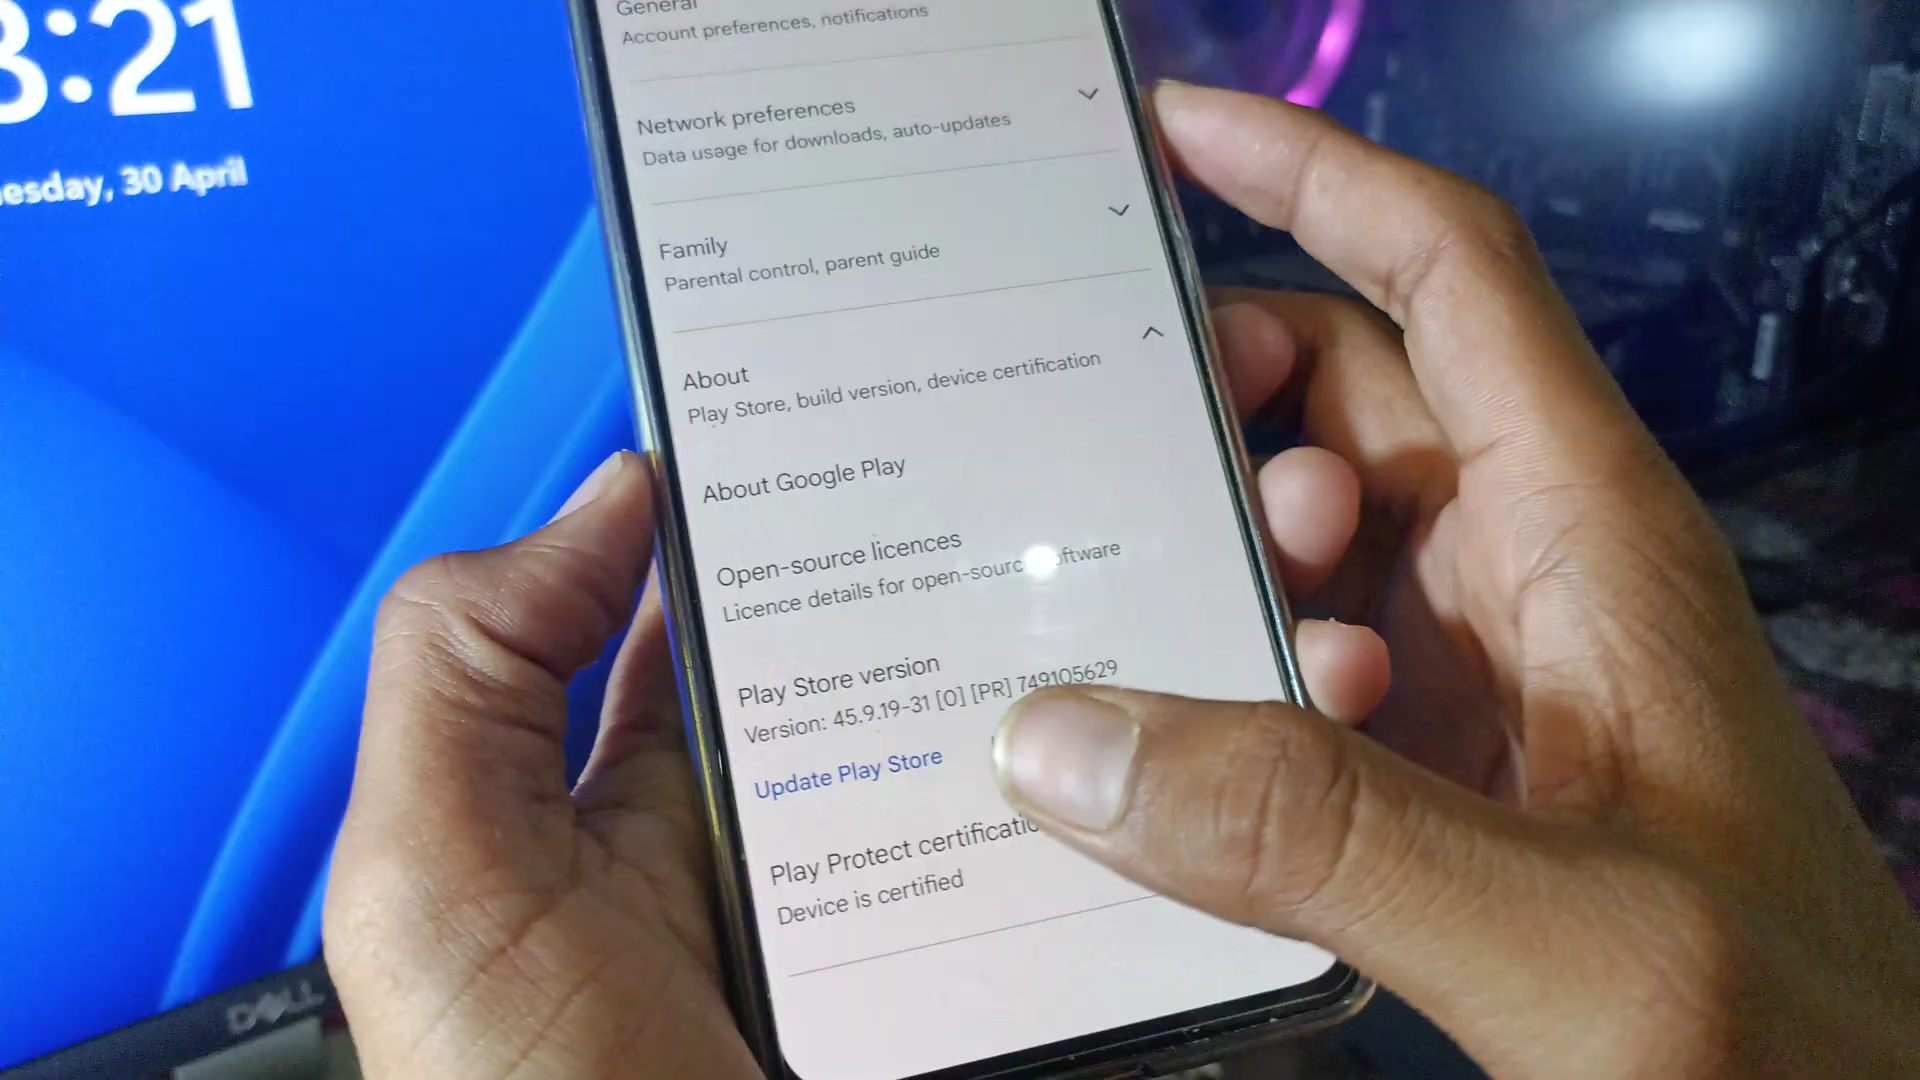 :21
esday, 30 April
General
Account preferences, notifications
Network preferences
Data usage for downloads, auto-updates
Family
Parental control, parent guide
About
Play Store, build version, device certification
About Google Play
Open-source licences
Licence details for open-sourc oftware
Play Store version
Version: 45.9.19-31 [0] [PR] 749105629
Update Play Store
Play Protect certificatio
Device is certified
DELL